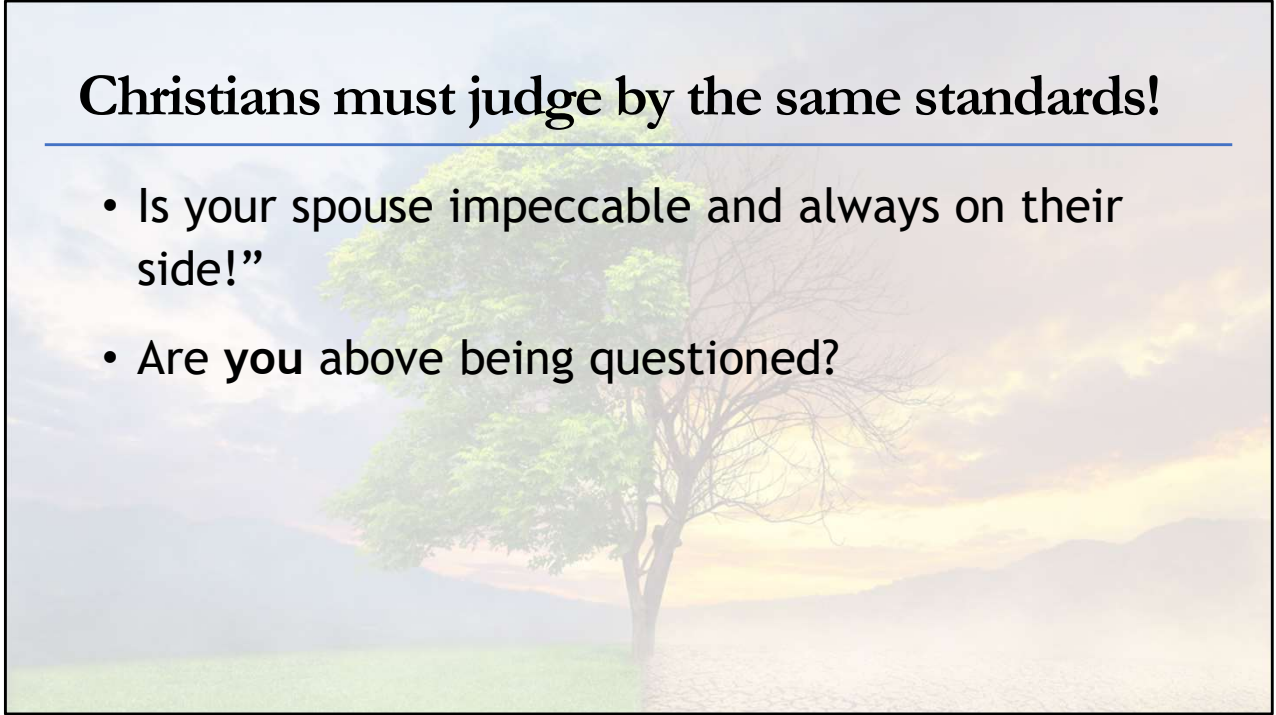 Christians must judge by the same standards!
• Is your spouse impeccable and always on their
side!”
• Are you above being questioned?